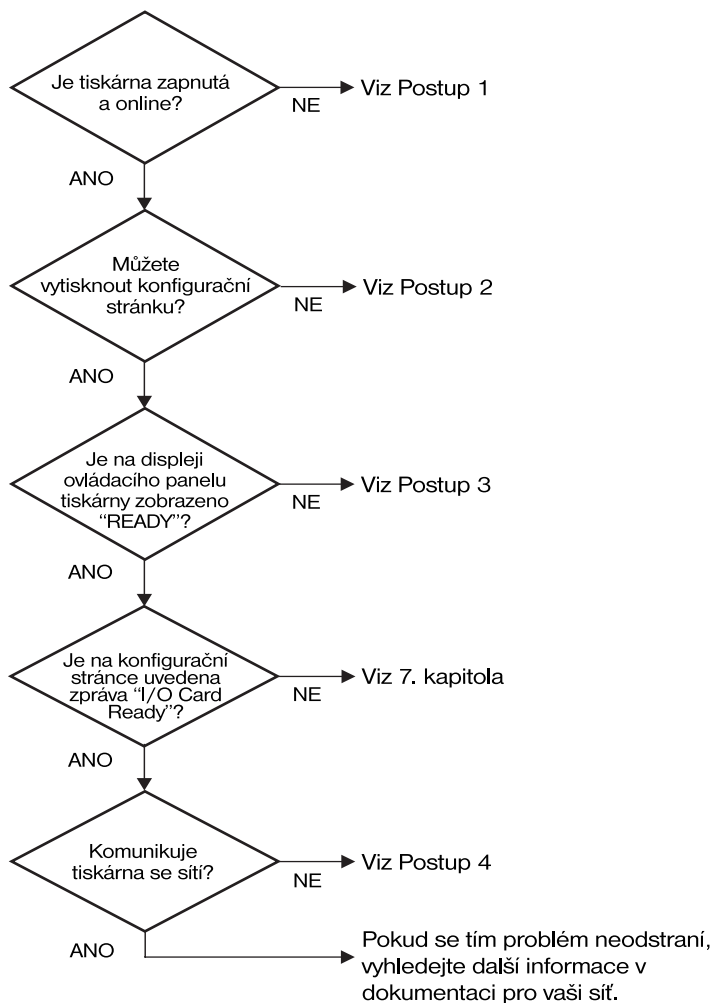 Je tiskárna zapnutá
a online?
NE
Viz Postup 1
ANO
Můžete
vytisknout konfigurační
stránku?
NE
Viz Postup 2
ANO
Je na displeji
ovládacího panelu
tiskárny zobrazeno
“READY”?
NE
Viz Postup 3
ANO
Je na konfigurační
stránce uvedena
zpráva “I/O Card
Ready”?
NE
Viz 7. kapitola
ANO
Komunikuje
tiskárna se sítí?
NE
Viz Postup 4
ANO
Pokud se tím problém neodstraní,
vyhledejte další informace v
dokumentaci pro vaši síť.